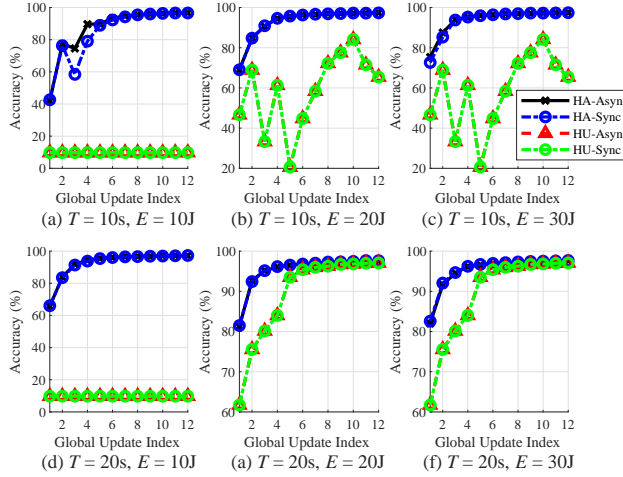 100
80
60
40
20
0
Accuracy (%)
2 4 6 8 10 12
Global Update Index
(a) T = 10s, E = 10J
100
80
60
40
20
Accuracy (%)
2 4 6 8 10 12
Global Update Index
(b) T = 10s, E = 20J
100
80
60
40
20
Accuracy (%)
2 4 6 8 10 12
Global Update Index
(c) T = 10s, E = 30J
HA-Asyn
HA-Sync
HU-Asyn
HU-Sync
100
80
60
40
20
0
Accuracy (%)
2 4 6 8 10 12
Global Update Index
(d) T = 20s, E = 10J
100
90
80
70
60
Accuracy (%)
2 4 6 8 10 12
Global Update Index
(a) T = 20s, E = 20J
100
90
80
70
60
Accuracy (%)
2 4 6 8 10 12
Global Update Index
(f) T = 20s, E = 30J